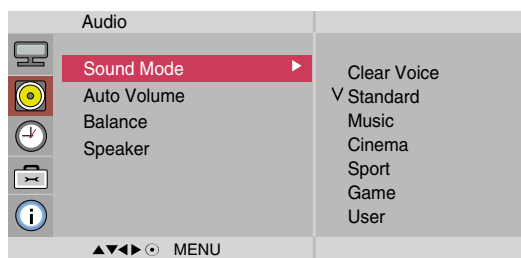 Audio
Sound Mode
Auto Volume
Balance
Speaker
Clear Voice
Standard
Music
Cinema
Sport
Game
User
MENU